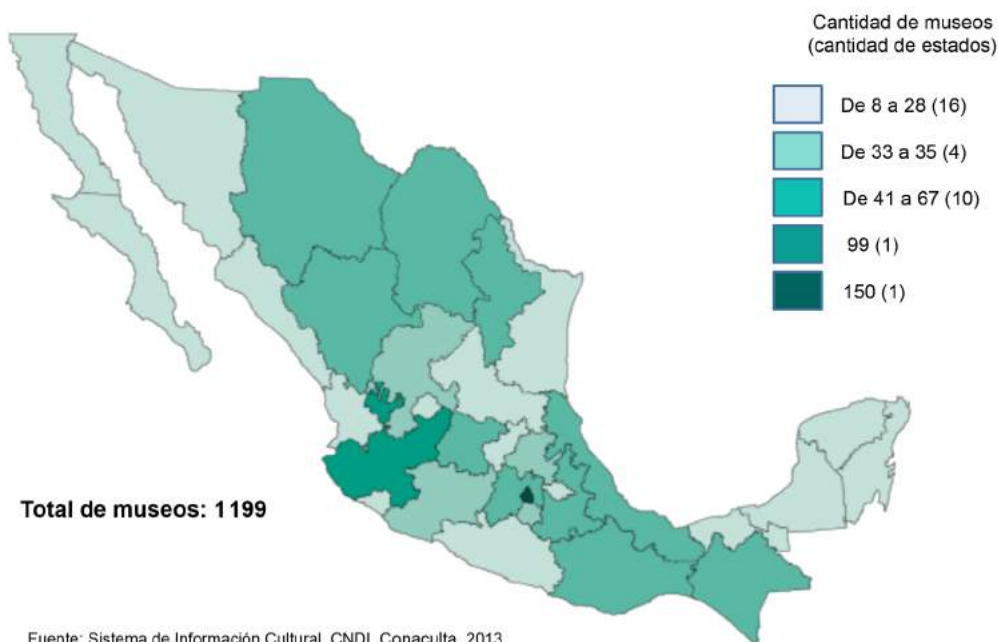 Cantidad de museos
(cantidad de estados)
De 8 a 28 (16)
De 33 a 35 (4)
De 41 a 67 (10)
99 (1)
150 (1)
Total de museos: 1199
Fuente: Sistema de Información Cultural, CNDI, Conaculta, 2013